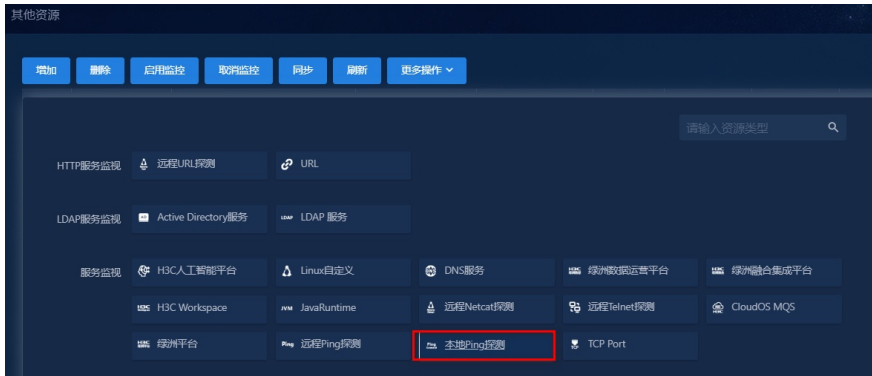 其他资源
增加 删除 启用监控 取消监控 同步 刷新 更多操作
请输入资源类型
HTTP服务监视 远程URL探测 URL
LDAP服务监视 Active Directory服务 LDAP 服务
服务监视 H3C人工智能平台 Linux自定义 DNS服务 绿洲数据运营平台 绿洲融合集成平台
H3C Workspace JavaRuntime 远程Netcat探测 远程Telnet探测 CloudOS MQS
绿洲平台 远程Ping探测 本地Ping探测 TCP Port